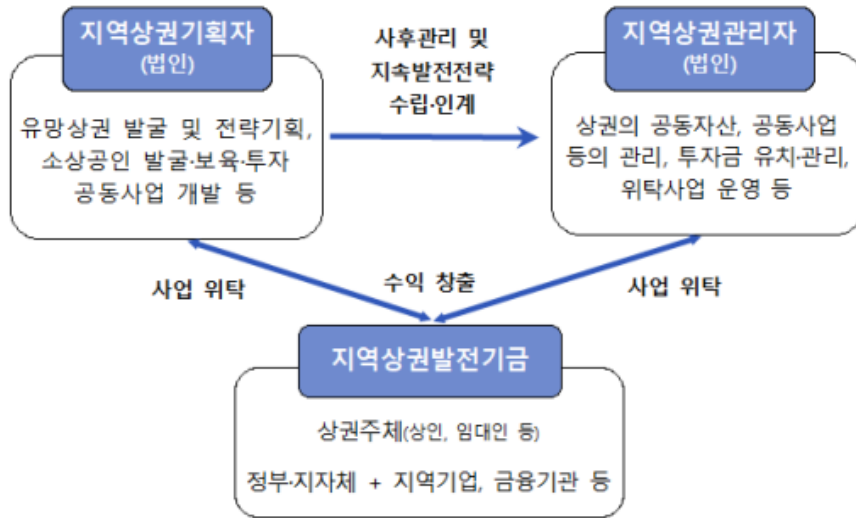 지역상권기획자
(법인)
유망상권 발굴 및 전략기획,
소상공인 발굴·보육·투자
공동사업 개발 등
사후관리 및
지속발전전략
수립·인계
지역상권관리자
(법인)
상권의 공동자산, 공동사업
등의 관리, 투자금 유치·관리,
위탁사업 운영 등
사업 위탁
수익 창출
사업 위탁
지역상권발전기금
상권주체(상인, 임대인 등)
정부·지자체 + 지역기업, 금융기관 등